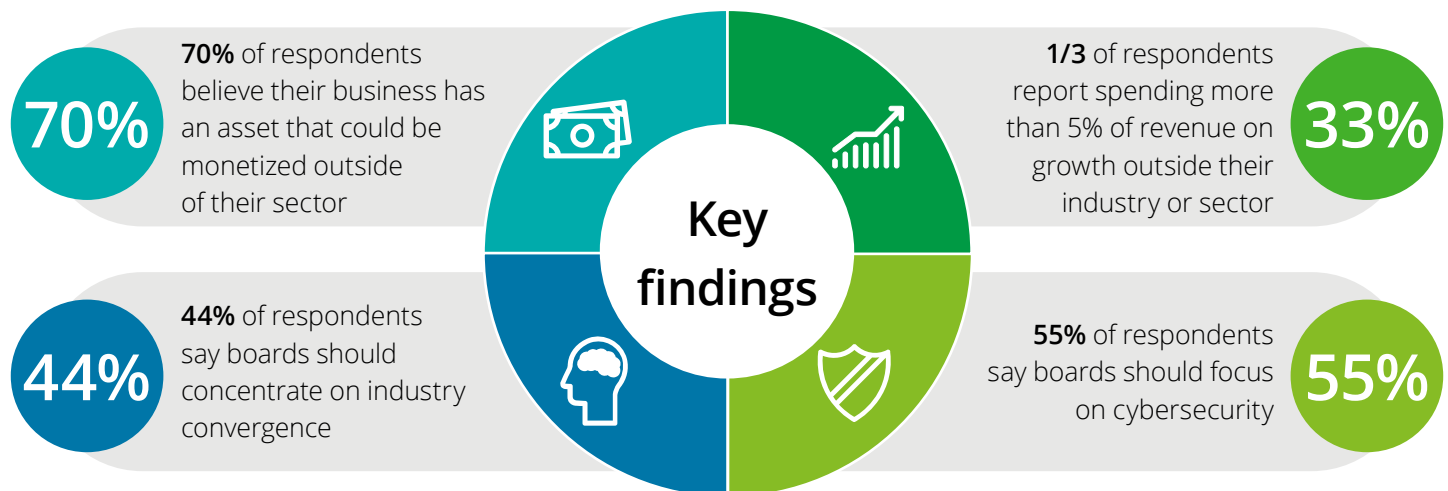 70%
70% of respondents
believe their business has
an asset that could be
monetized outside
of their sector
1/3 of respondents
report spending more
than 5% of revenue on
growth outside their
industry or sector
33%
Key
findings
44%
44% of respondents
say boards should
concentrate on industry
convergence
55% of respondents
say boards should focus
on cybersecurity
55%